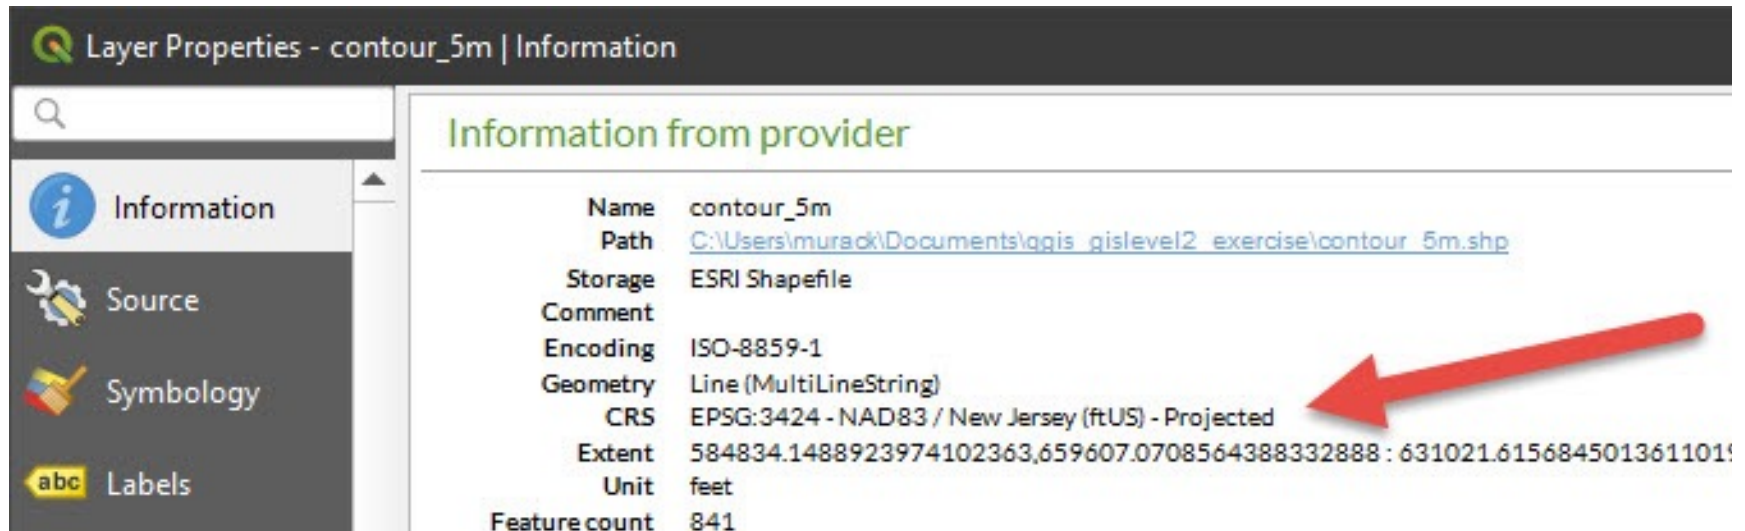 Layer Properties - contour_5m | Information
Information
Source
Symbology
abc Labels
Information from provider
Name contour_5m
Path C:\Users\murack\Documents\qgis_gislevel2_exercise\contour_5m.shp
Storage ESRI Shapefile
Comment
Encoding ISO-8859-1
Geometry Line (MultiLineString)
CRS EPSG:3424 - NAD83 / New Jersey (ftUS) - Projected
Extent 584834.1488923974102363,659607.0708564388332888 : 631021.6156845013611019
Unit feet
Feature count 841